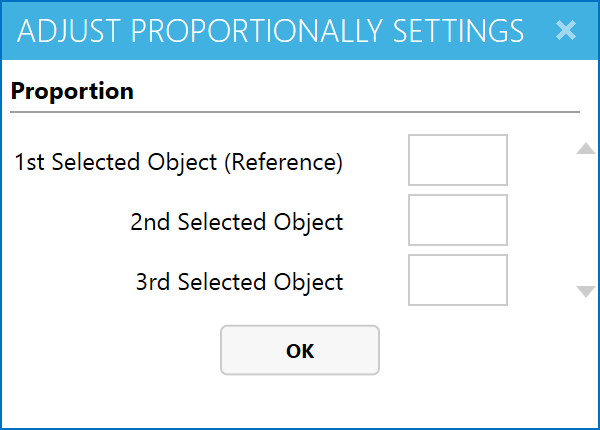 ADJUST PROPORTIONALLY SETTINGS
Proportion
1st Selected Object (Reference)
2nd Selected Object
3rd Selected Object
OK